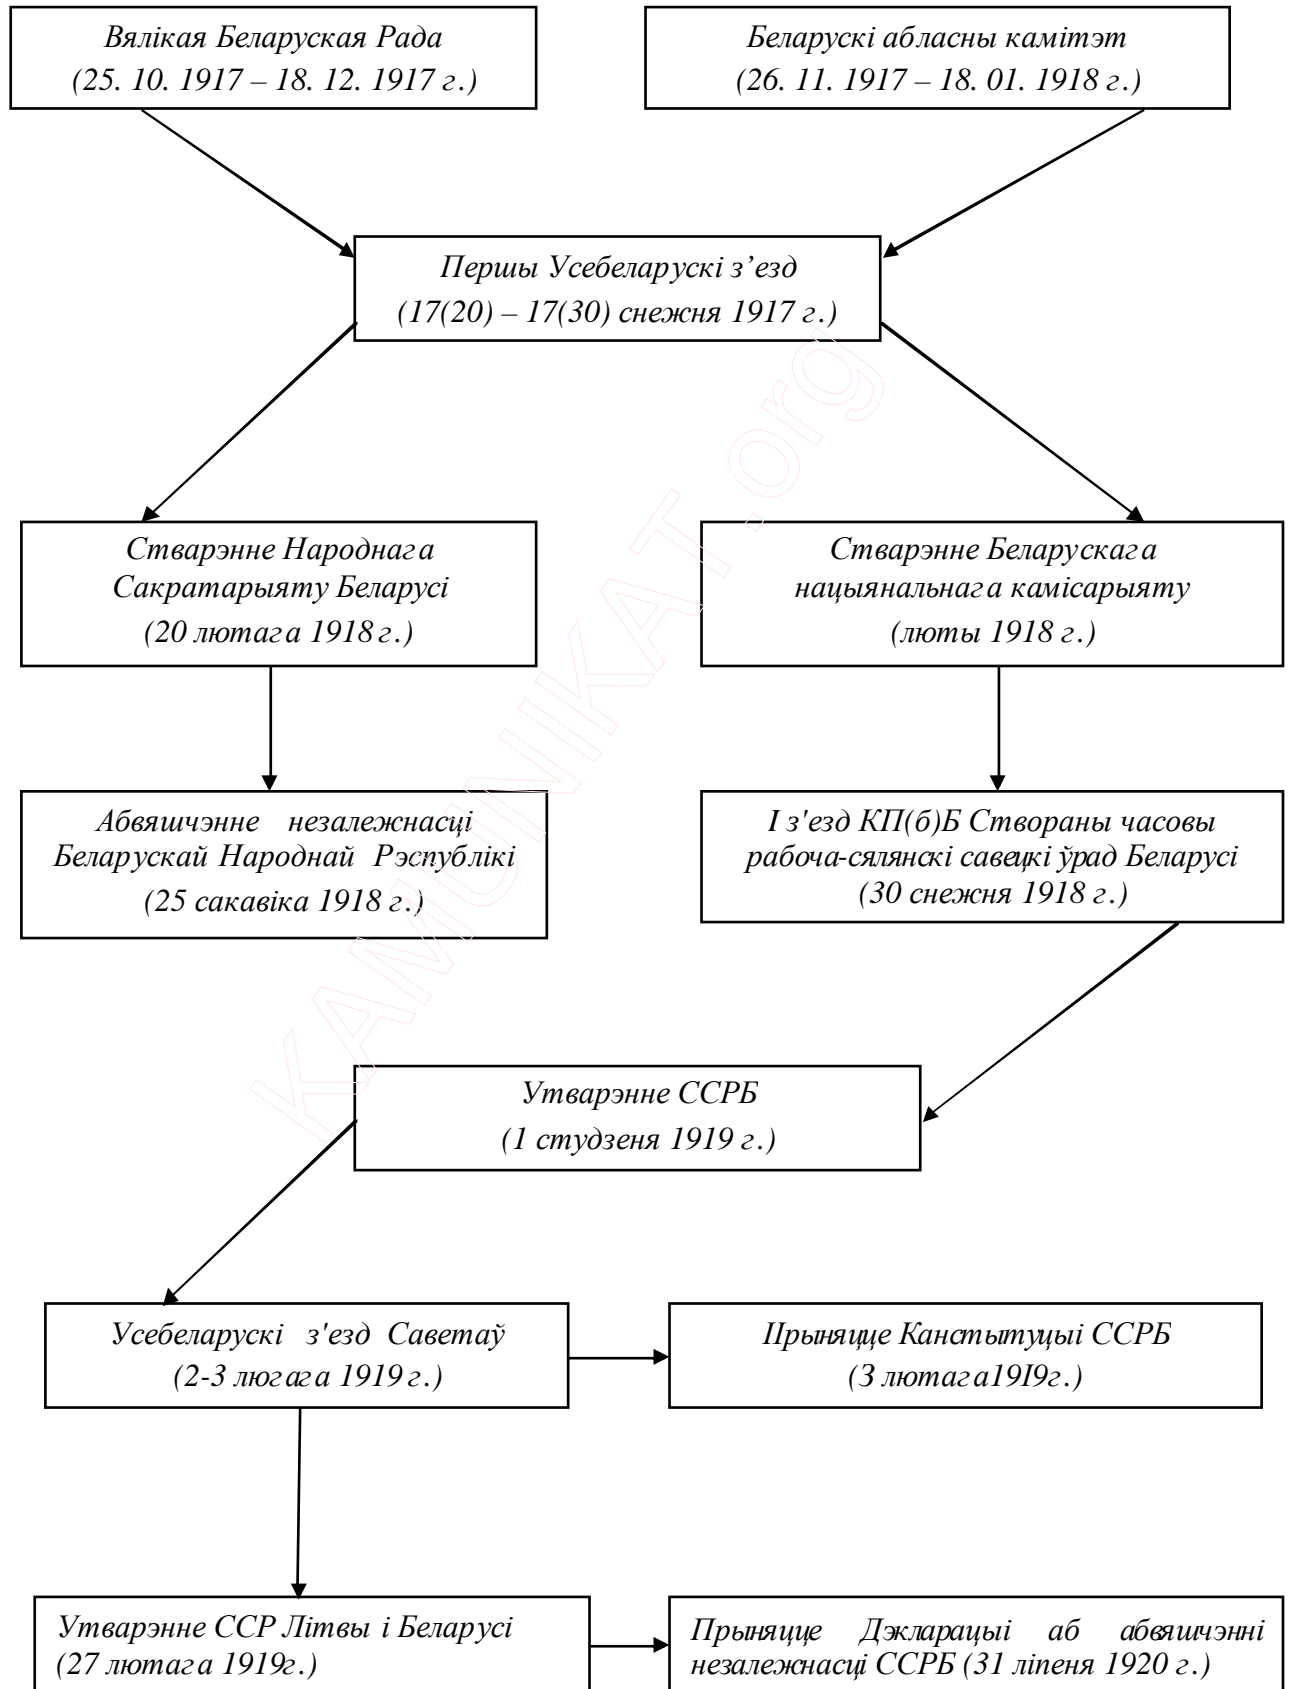 Вялікая Беларуская Рада
(25. 10. 1917 – 18. 12. 1917 г.)
Беларускі абласны камітэт
(26. 11. 1917 – 18. 01. 1918 г.)
Першы Усебеларускі з’езд
(17(20) – 17(30) снежня 1917 г.)
Стварэнне Народнага
Сакратарыяту Беларусі
(20 лютага 1918 г.)
Стварэнне Беларускага
нацыянальнага камісарыяту
(люты 1918 г.)
Абвяшчэнне незалежнасці
Беларускай Народнай Рэспублікі
(25 сакавіка 1918 г.)
І з'езд КП(б)Б Створаны часовы
рабоча-сялянскі савецкі ўрад Беларусі
(30 снежня 1918 г.)
Утварэнне ССРБ
(1 студзеня 1919 г.)
Усебеларускі з'езд Саветаў
(2-3 люгага 1919 г.)
Прыняцце Канстытуцыі ССРБ
(3 лютага19І9г.)
Утварэнне ССР Літвы і Беларусі
(27 лютага 1919г.)
Прыняцце Дэкларацыі аб абвяшчэнні
незалежнасці ССРБ (31 ліпеня 1920 г.)
KAMUNIKAT.org